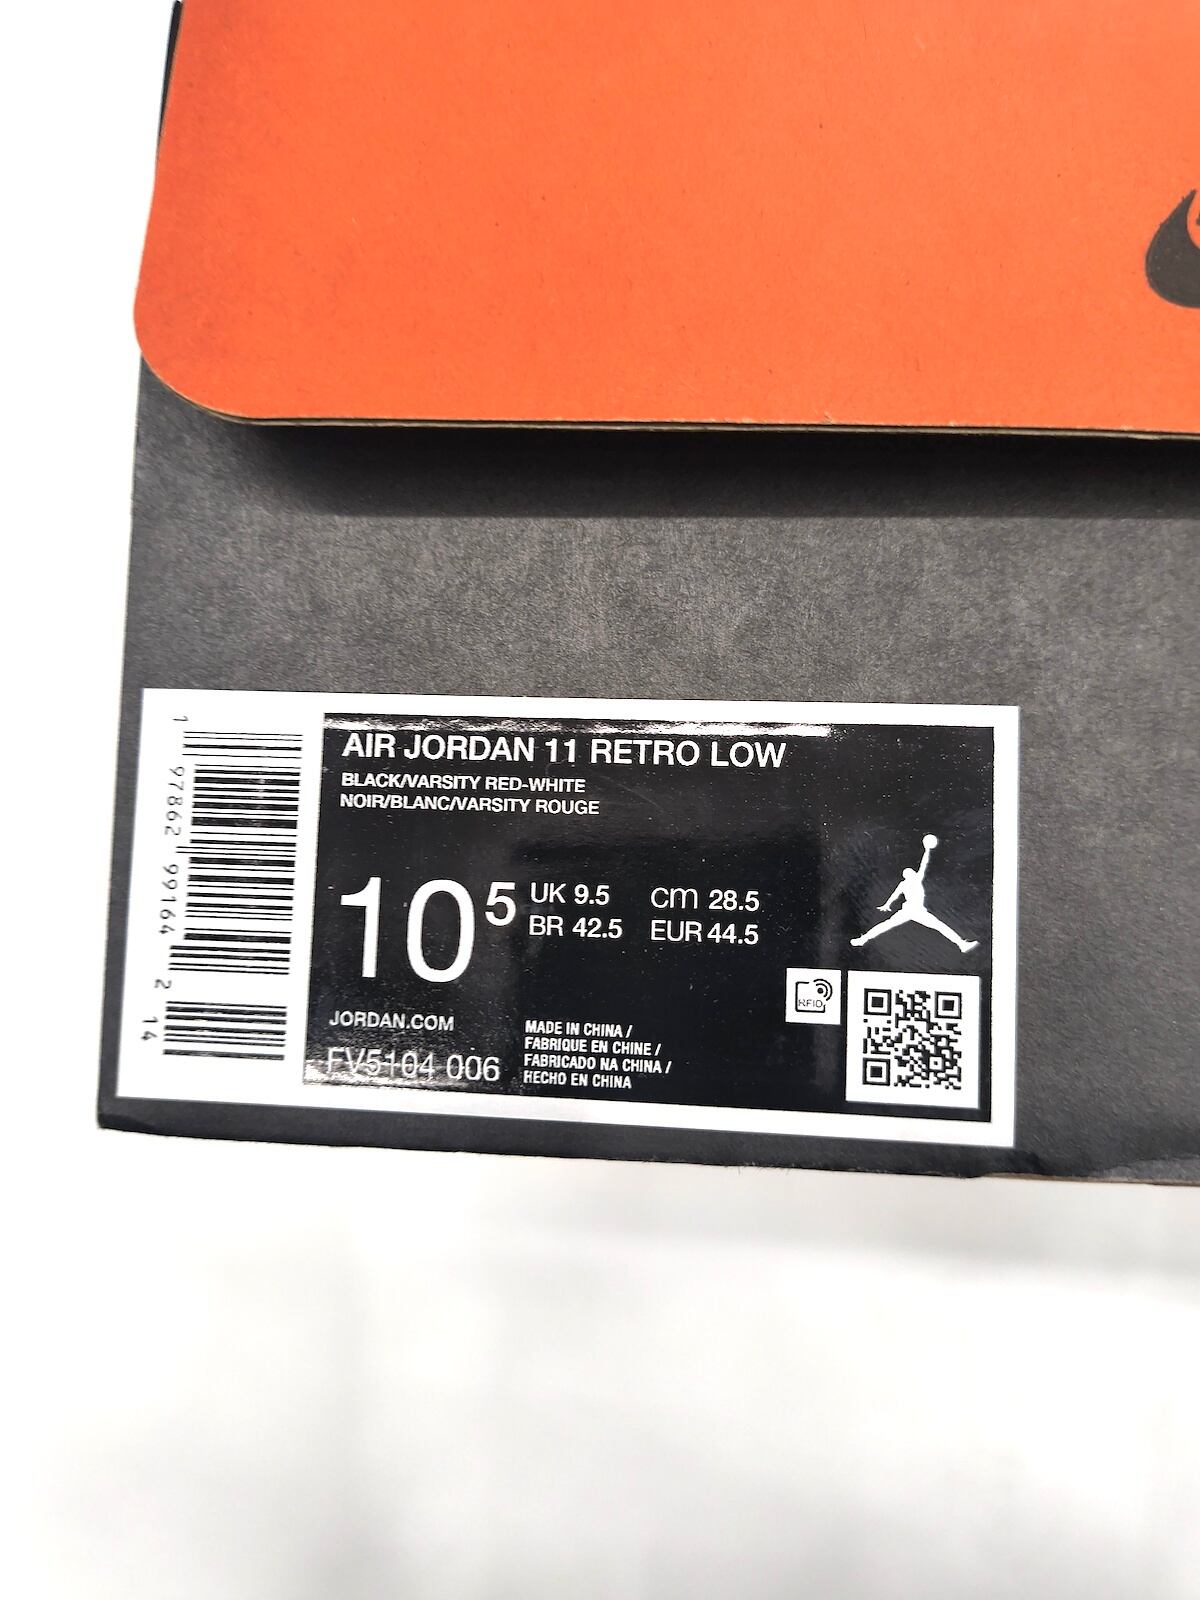 AIR JORDAN 11 RETRO LOW
BLACK/VARSITY RED-WHITE
NOIR/BLANC/VARSITY ROUGE
10 5
UK 9.5 cm 28.5
BR 42.5 EUR 44.5
JORDAN.COM
FV5104 006
MADE IN CHINA /
FABRIQUE EN CHINE /
FABRICADO NA CHINA /
HECHO EN CHINA
RFID
1 97862 99164 2 14